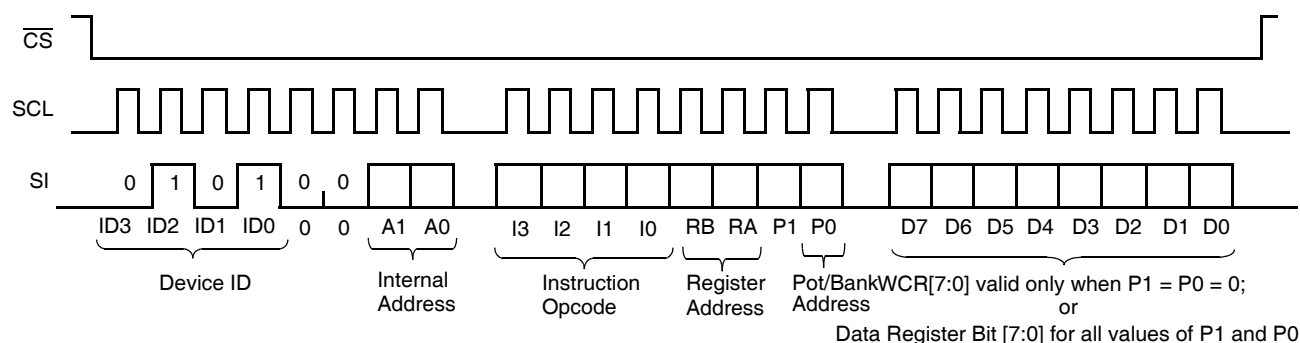 CS
SCL
SI
0 1 0 1 0 0
ID3 ID2 ID1 ID0 0 0 A1 A0 I3 I2 I1 I0 RB RA P1 P0 D7 D6 D5 D4 D3 D2 D1 D0
Device ID
Internal
Address
Instruction
Opcode
Register
Address
Pot/Bank
Address
WCR[7:0] valid only when P1 = P0 = 0;
or
Data Register Bit [7:0] for all values of P1 and P0